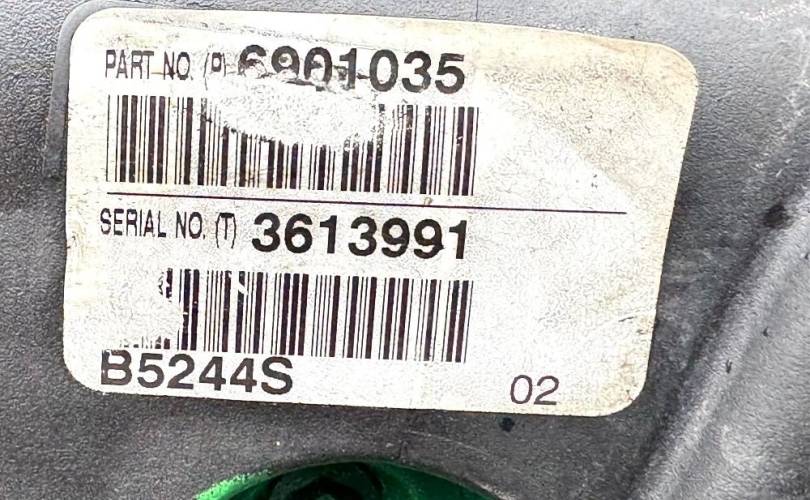 PART NO. (P) 6901035
SERIAL NO. (T) 3613991
B5244S 02